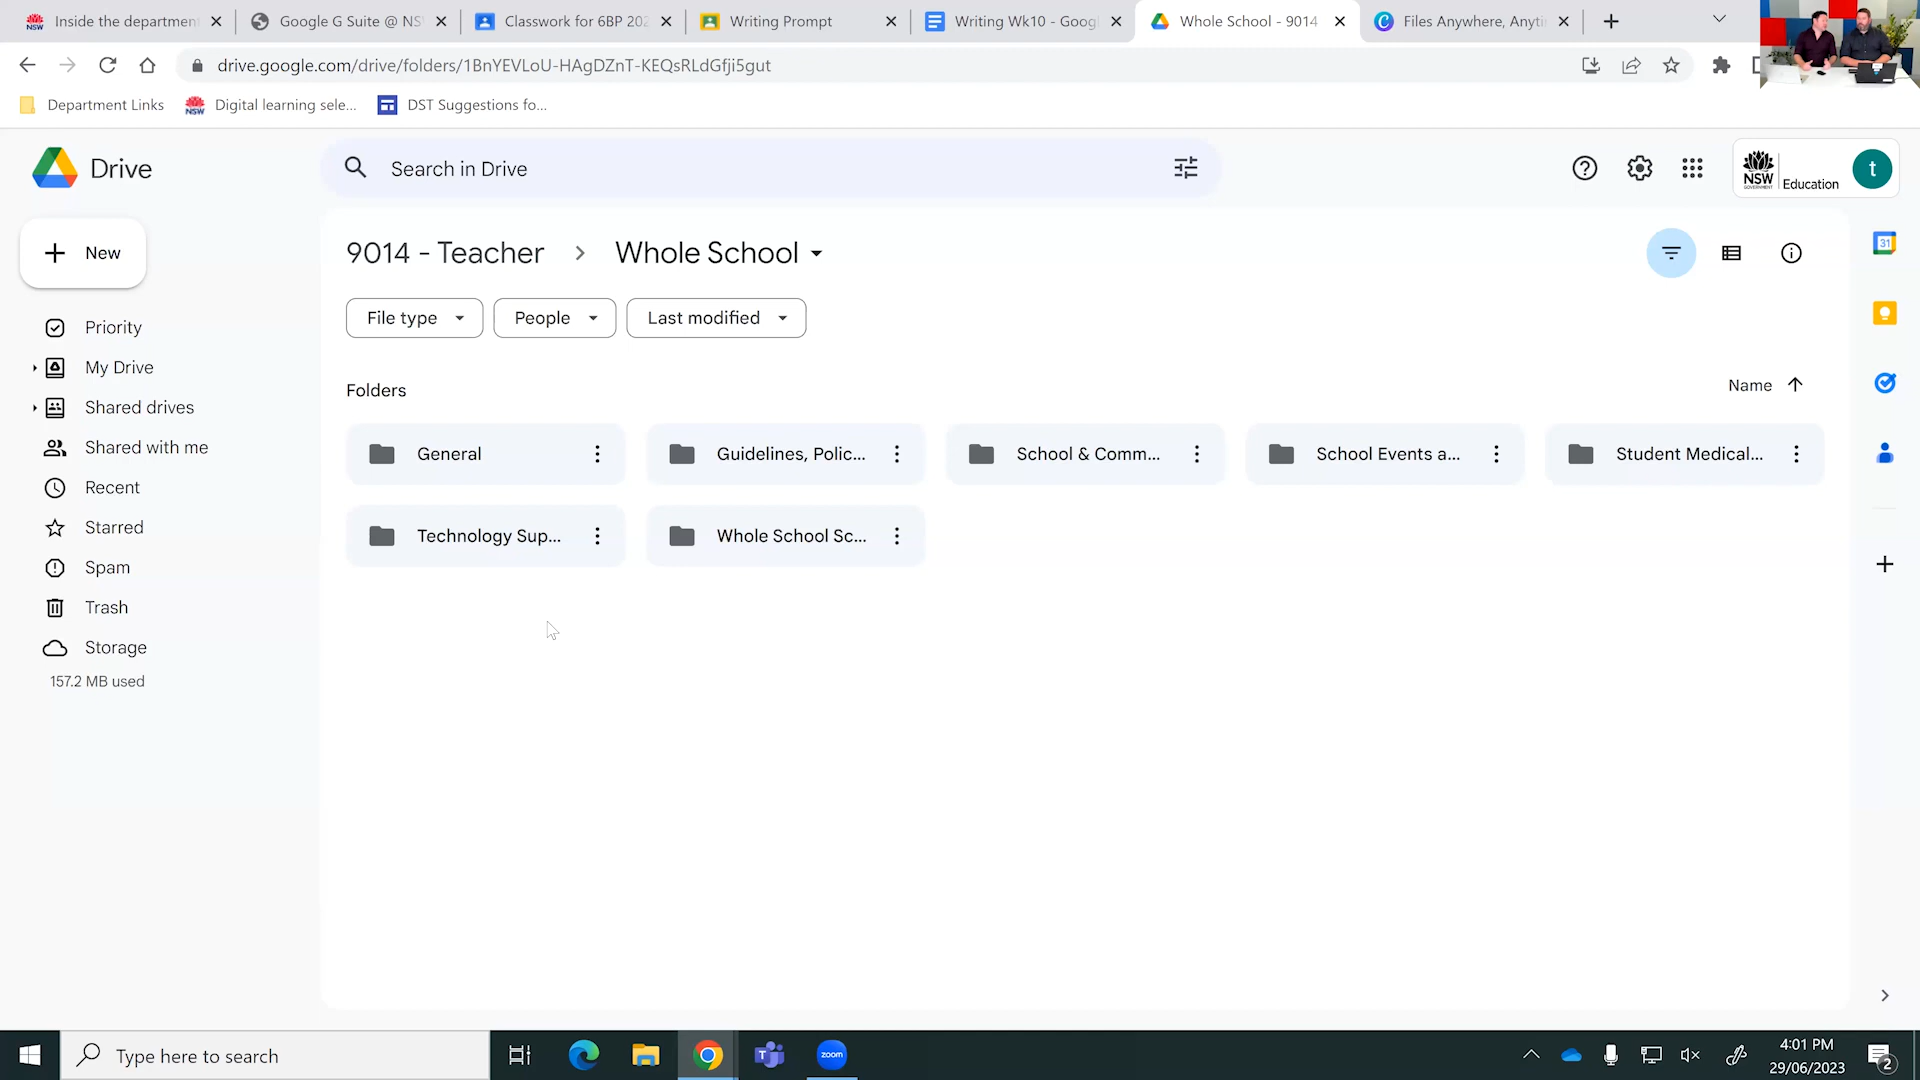 Inside the department
Google G Suite @ NS
Classwork for 6BP 202
Writing Prompt
Writing Wk10 - Goog
Whole School - 9014
Files Anywhere, Anyti
drive.google.com/drive/folders/1BnYEVLoU-HAgDZnT-KEQsRLdGfji5gut
Department Links
Digital learning sele...
DST Suggestions fo...
Drive
Search in Drive
NSW
GOVERNMENT
Education
t
New
9014 - Teacher
Whole School
File type
People
Last modified
Priority
My Drive
Shared drives
Shared with me
Recent
Starred
Spam
Trash
Storage
157.2 MB used
Folders
Name
General
Guidelines, Polic...
School & Comm...
School Events a...
Student Medical...
Technology Sup...
Whole School Sc...
31
Type here to search
zoom
4:01 PM
29/06/2023
2